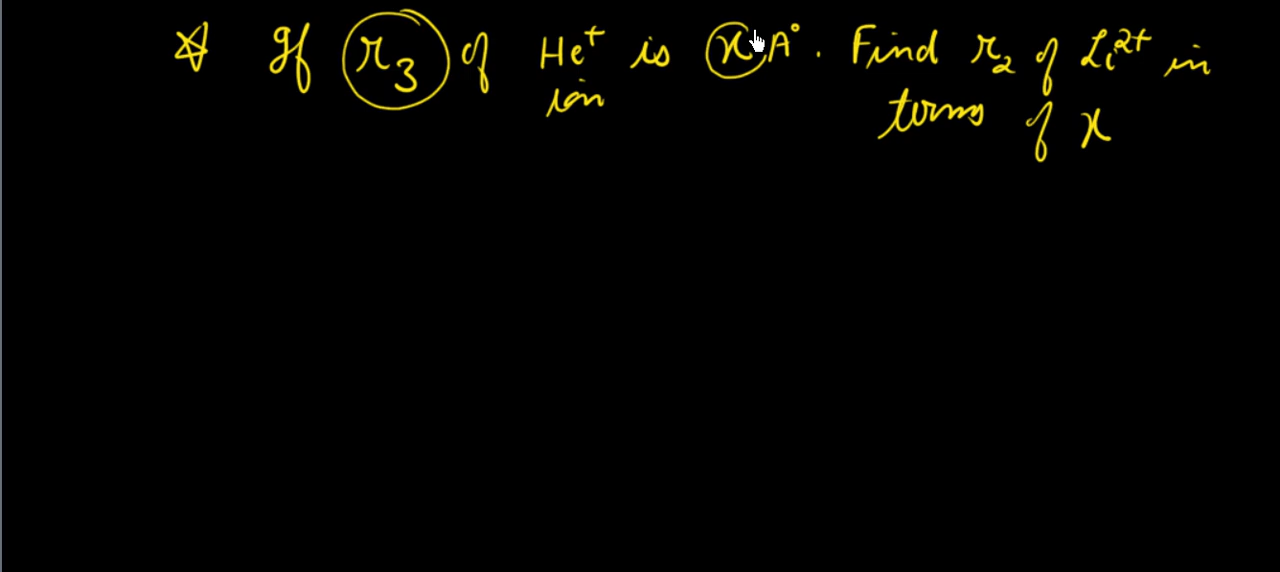 ☆ If r₃ of He⁺ is x A°. Find r₂ of Li²⁺ in
ion terms of x